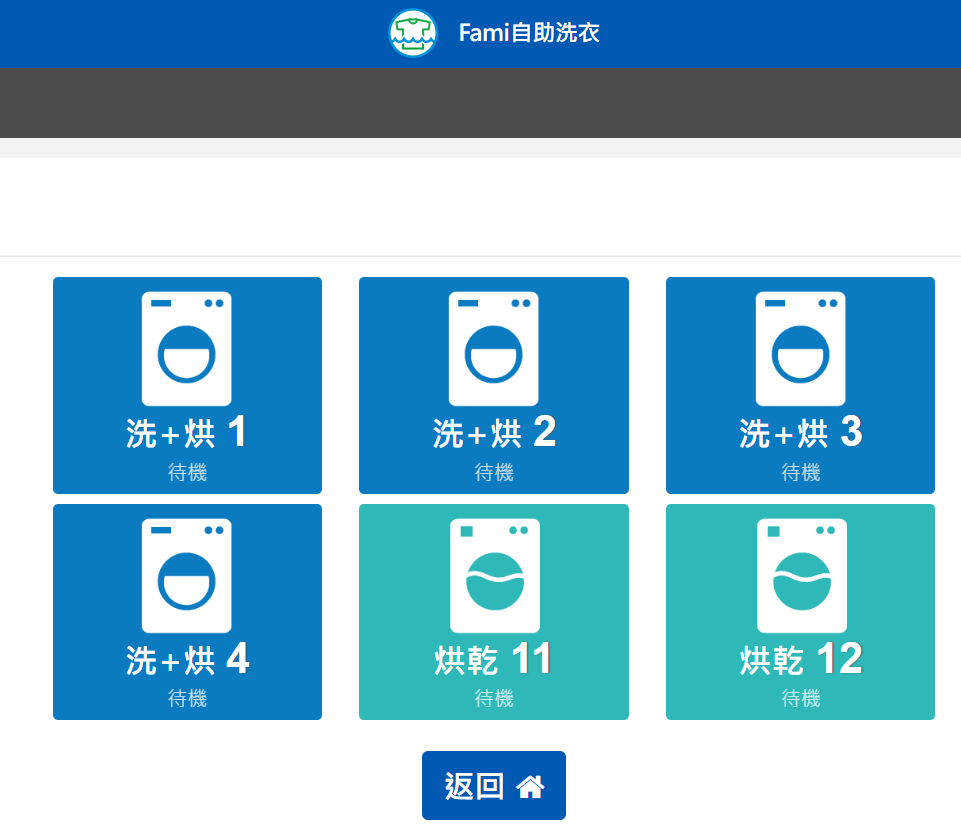 Fami自助洗衣
洗+烘 1
待機
洗+烘 2
待機
洗+烘 3
待機
洗+烘 4
待機
烘乾 11
待機
烘乾 12
待機
返回